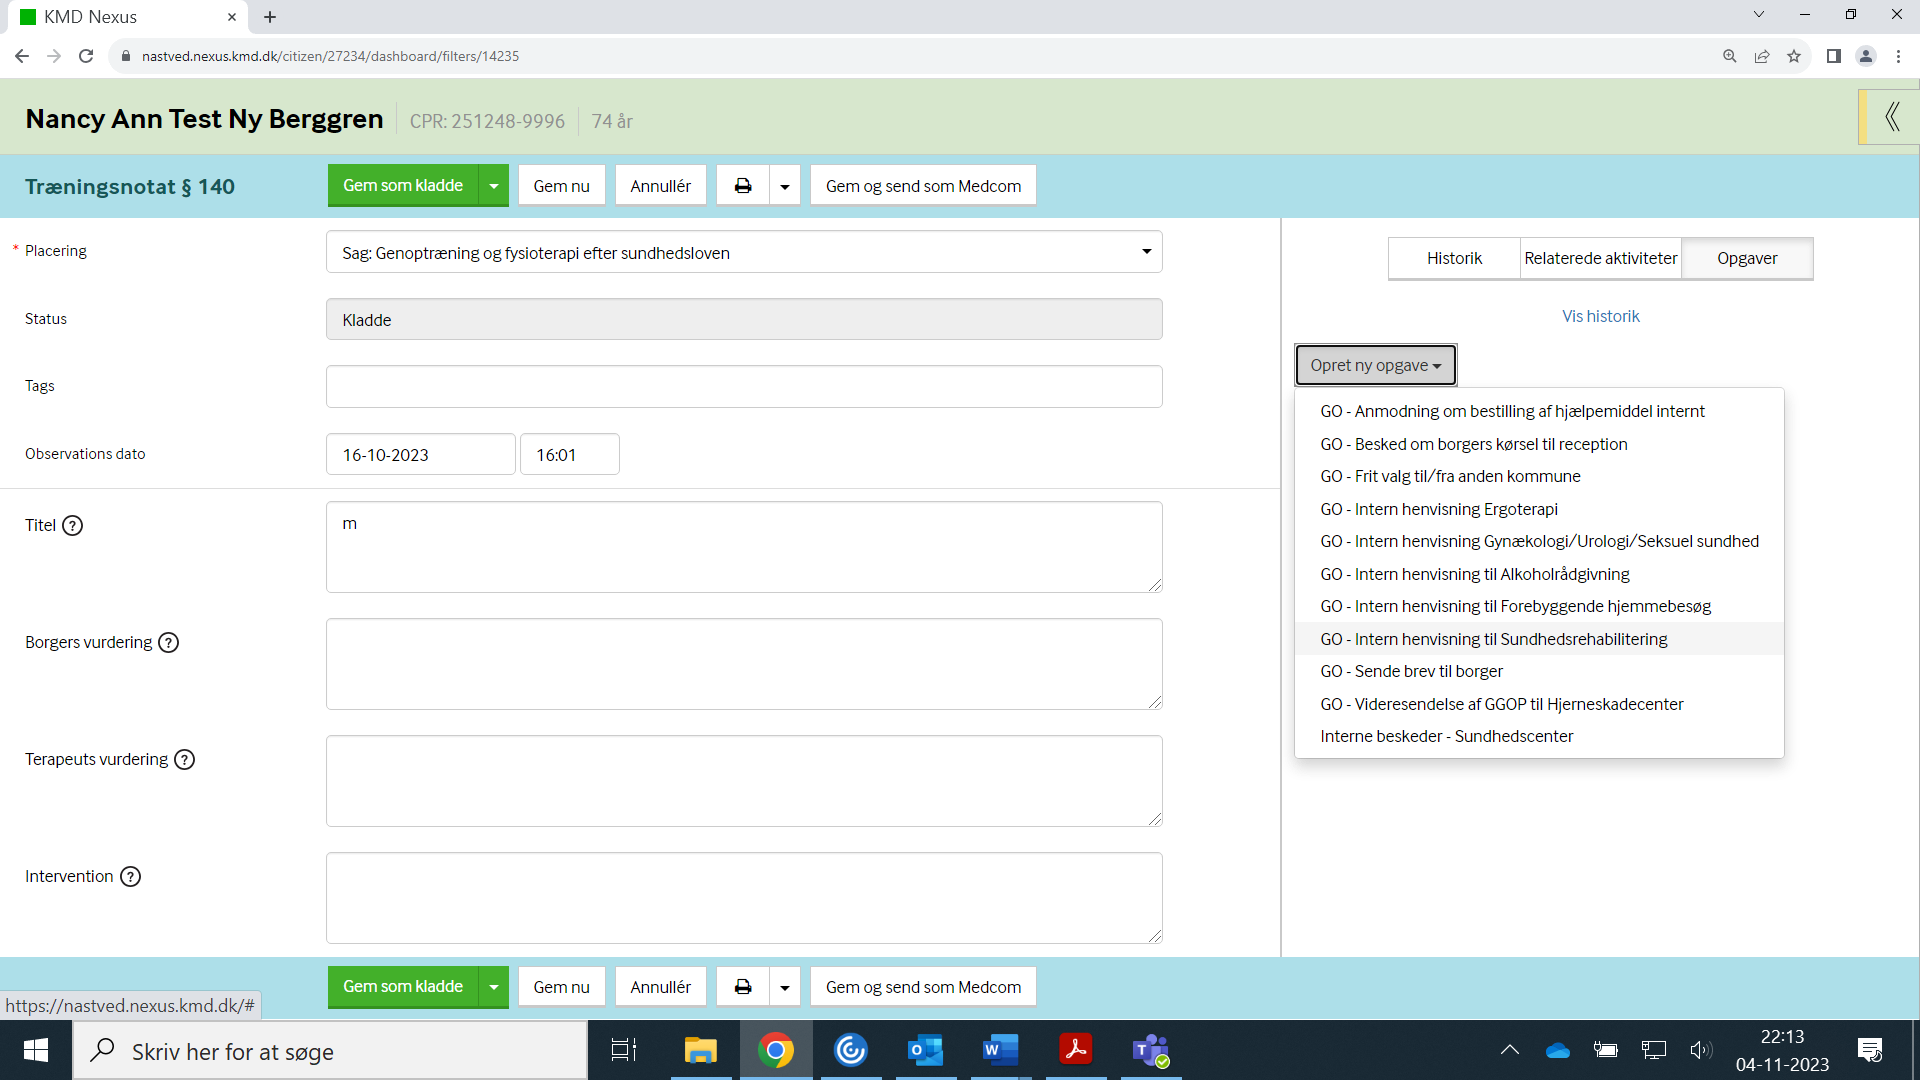 KMD Nexus
nastved.nexus.kmd.dk/citizen/27234/dashboard/filters/14235
Nancy Ann Test Ny Berggren
CPR: 251248-9996
74 år
Træningsnotat § 140
Gem som kladde
Gem nu
Annullér
Gem og send som Medcom
* Placering
Sag: Genoptræning og fysioterapi efter sundhedsloven
Status
Kladde
Tags
Observations dato
16-10-2023
16:01
Titel ?
m
Borgers vurdering ?
Terapeuts vurdering ?
Intervention ?
Historik
Relaterede aktiviteter
Opgaver
Vis historik
Opret ny opgave
GO - Anmodning om bestilling af hjælpemiddel internt
GO - Besked om borgers kørsel til reception
GO - Frit valg til/fra anden kommune
GO - Intern henvisning Ergoterapi
GO - Intern henvisning Gynækologi/Urologi/Seksuel sundhed
GO - Intern henvisning til Alkoholrådgivning
GO - Intern henvisning til Forebyggende hjemmebesøg
GO - Intern henvisning til Sundhedsrehabilitering
GO - Sende brev til borger
GO - Videresendelse af GGOP til Hjerneskadecenter
Interne beskeder - Sundhedscenter
Gem som kladde
Gem nu
Annullér
Gem og send som Medcom
https://nastved.nexus.kmd.dk/#
Skriv her for at søge
22:13
04-11-2023